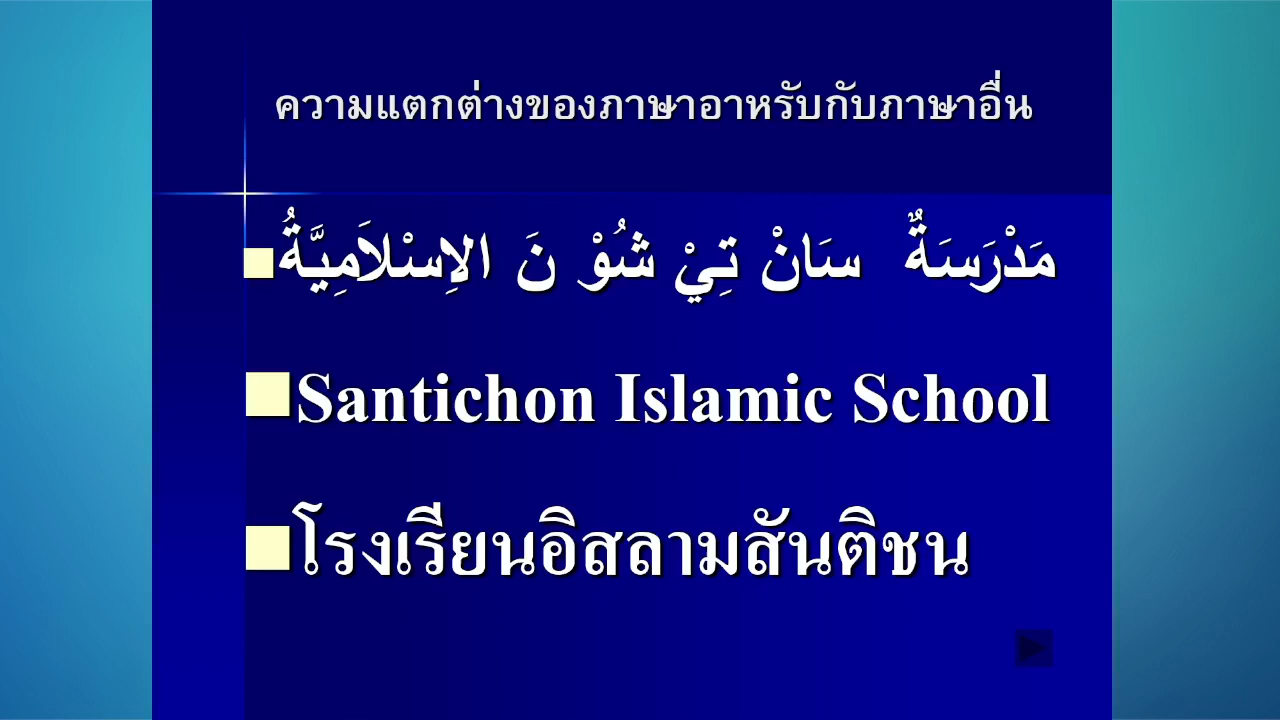 ความแตกต่างของภาษาอาหรับกับภาษาอื่น
مَدْرَسَةٌ سَانْ تِيْ شُوْ نَ الاِسْلاَمِيَّةُ
Santichon Islamic School
โรงเรียนอิสลามสันติชน